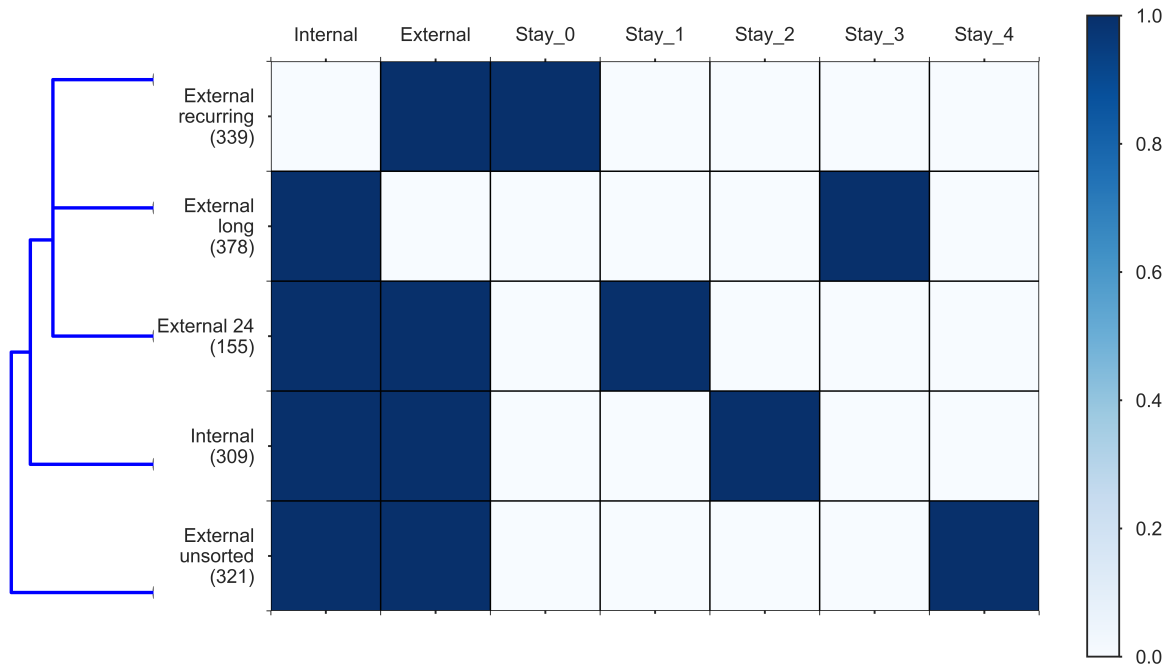 Internal External Stay_0 Stay_1 Stay_2 Stay_3 Stay_4
External
recurring
(339)
External
long
(378)
External 24
(155)
Internal
(309)
External
unsorted
(321)
1.0
0.8
0.6
0.4
0.2
0.0